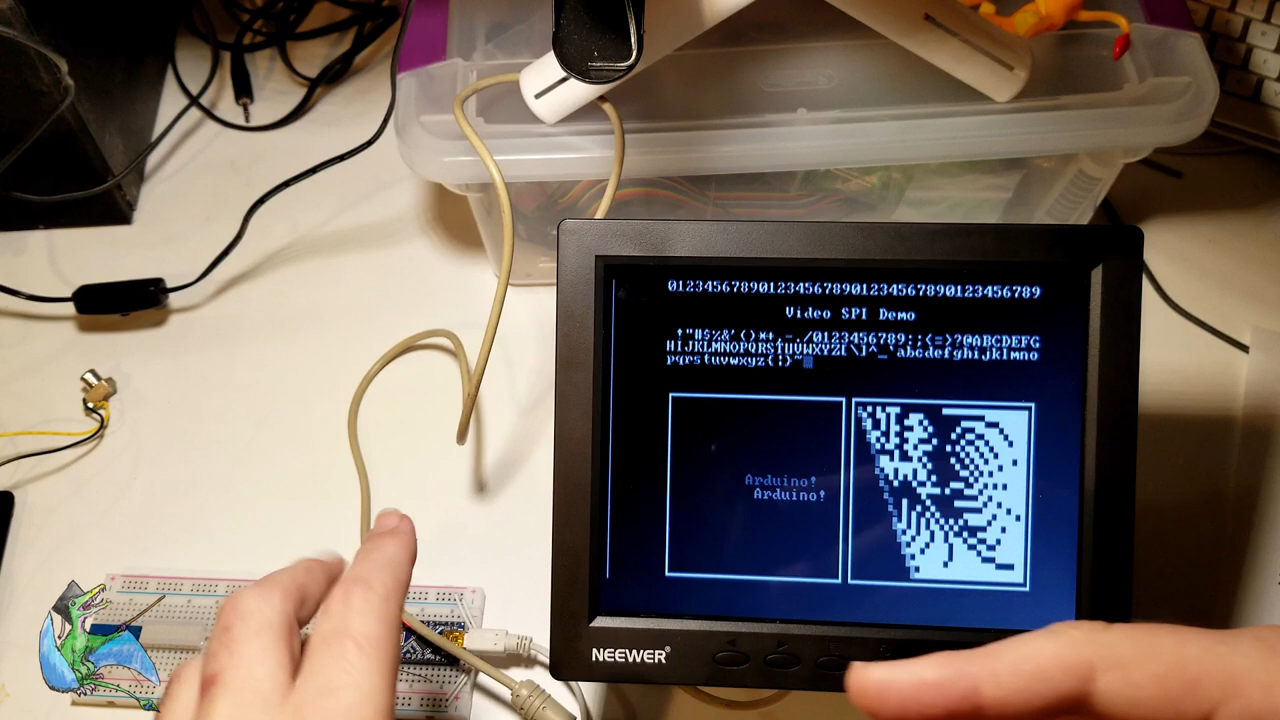 0123456789012345678901234567890123456789
Video SPI Demo
!"#$%&'()*+,-./0123456789:;<=>?@ABCDEFG
HIJKLMNOPQRSTUVWXYZ[\]^_`abcdefghijklmno
pqrstuvwxyz{|}~
Arduino!
Arduino!
NEEWER®